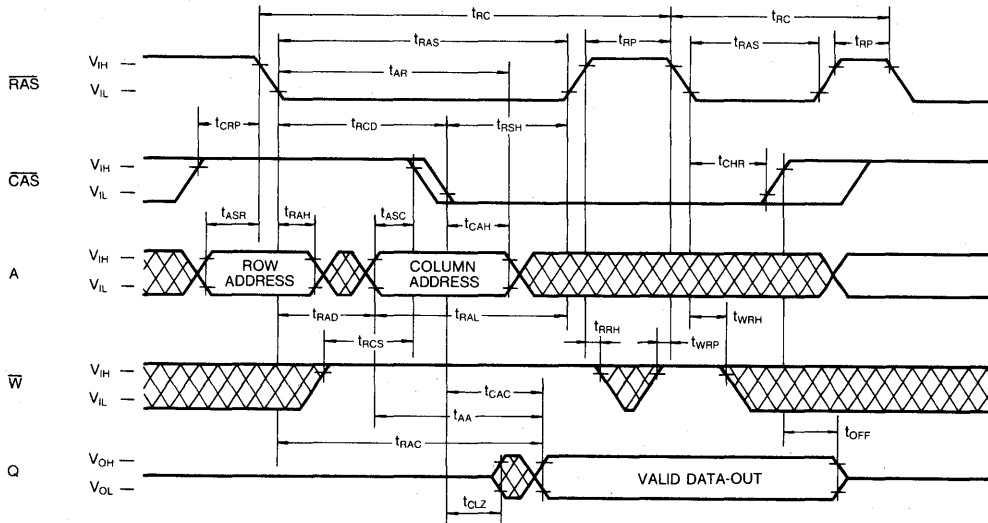 tRC tRC
tRAS tRP tRAS tRP
VIH
RAS tAR
VIL
tCRP tRCD tRSH
VIH tCHR
CAS
VIL
tASR tRAH tASC tCAH
VIH
A ROW ADDRESS COLUMN ADDRESS
VIL
tRAD tRAL tRRH tWRH
tRCS tWRP
VIH
W
VIL tCAC
tAA
tRAC tOFF
VOH
Q VALID DATA-OUT
VOL
tCLZ